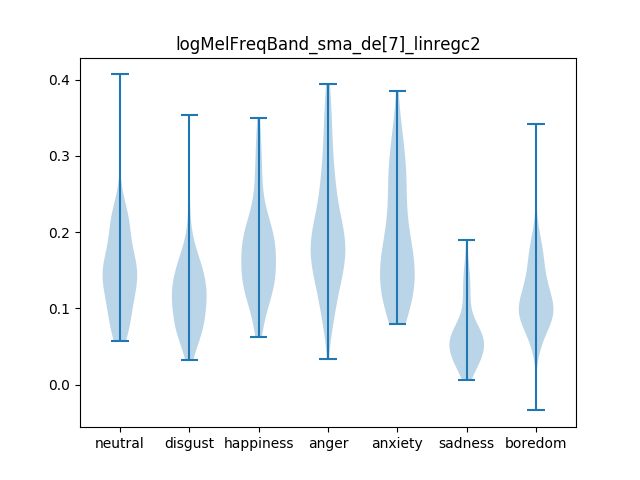 logMelFreqBand_sma_de[7]_linregc2
0.4
0.3
0.2
0.1
0.0
neutral disgust happiness anger anxiety sadness boredom